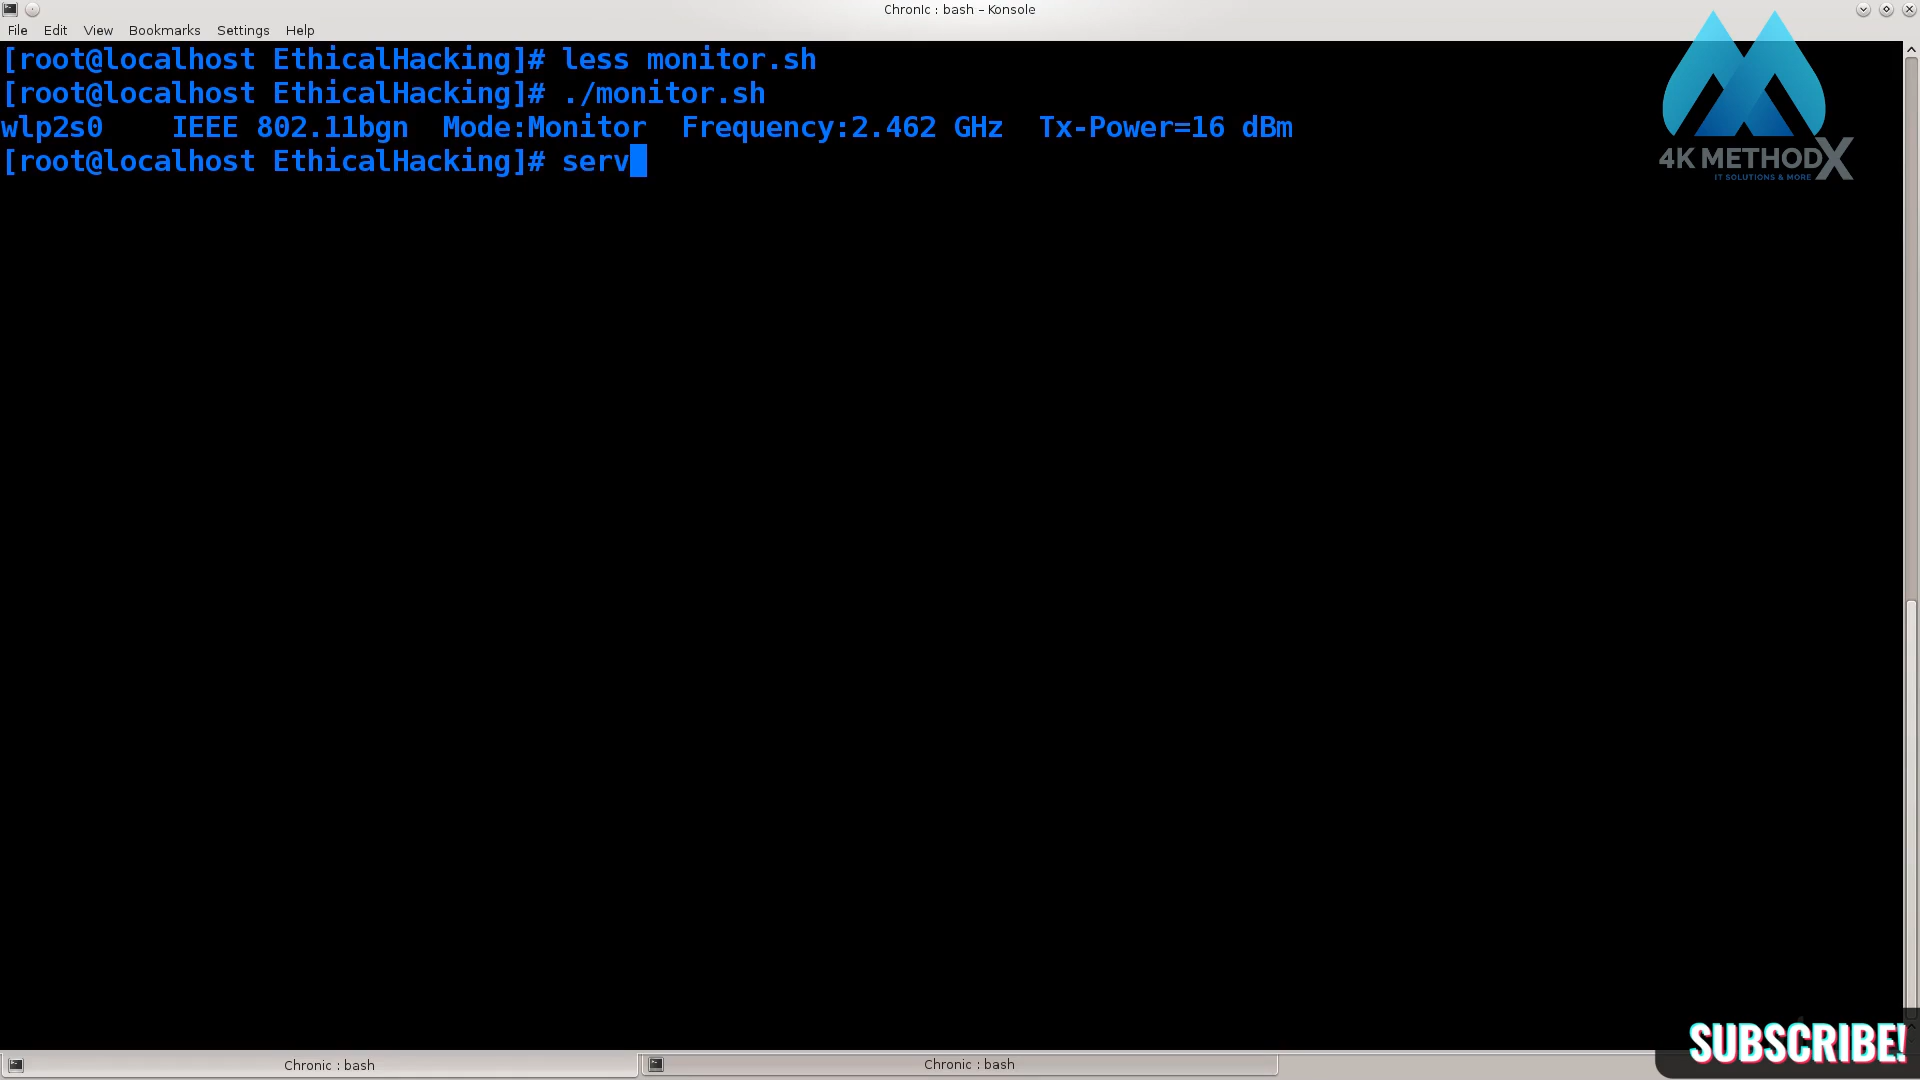 Chronic : bash – Konsole
File Edit View Bookmarks Settings Help
[root@localhost EthicalHacking]# less monitor.sh
[root@localhost EthicalHacking]# ./monitor.sh
wlp2s0    IEEE 802.11bgn  Mode:Monitor  Frequency:2.462 GHz  Tx-Power=16 dBm
[root@localhost EthicalHacking]# serv
4K METHODX
IT SOLUTIONS & MORE
SUBSCRIBE!
Chronic : bash
Chronic : bash